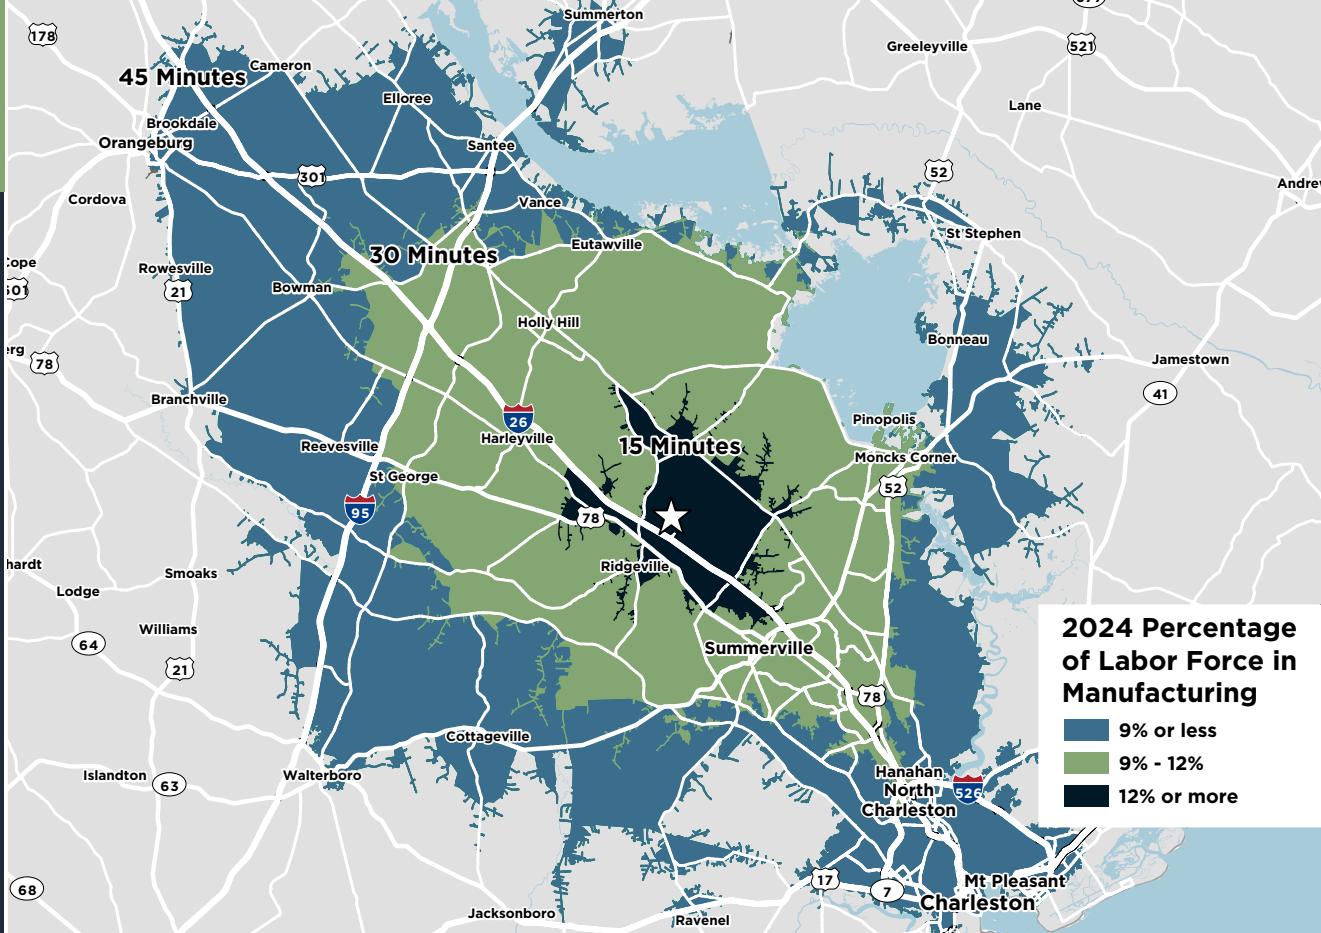 Summerton
178
521
Greeleyville
Cameron
45 Minutes
Elloree
Lane
Brookdale
Orangeburg
Santee
52
301
Cordova
Vance
St Stephen
Eutawville
30 Minutes
Rowesville
21
Bowman
Holly Hill
Bonneau
78
Jamestown
41
Branchville
26
Pinopolis
Harleyville
Reevesville
15 Minutes
Moncks Corner
St George
52
95
78
Ridgeville
Smoaks
Lodge
Williams
64
21
Summerville
2024 Percentage
of Labor Force in
Manufacturing
9% or less
9% - 12%
12% or more
78
Cottageville
Islandton
63
Walterboro
Hanahan
North
Charleston
526
17
7
Mt Pleasant
Charleston
68
Jacksonboro
Ravenel